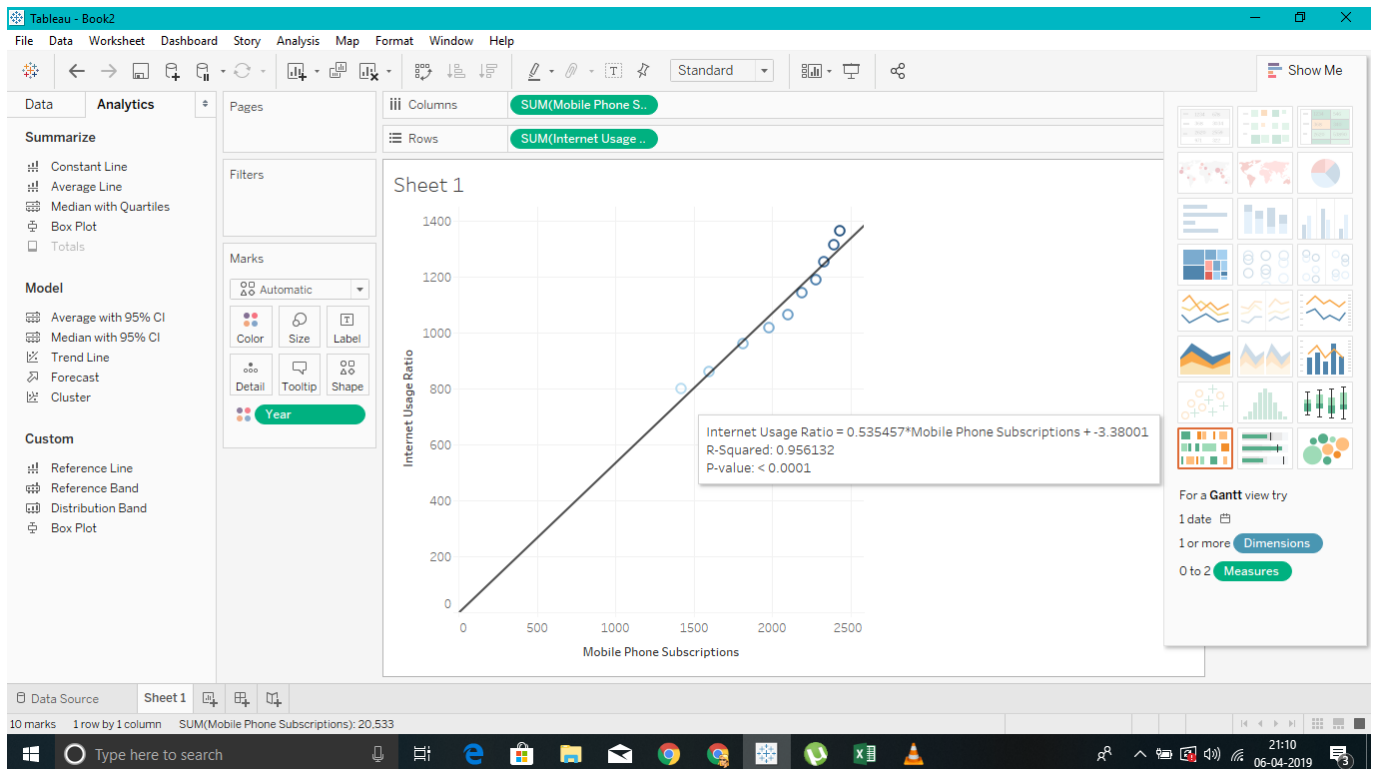 Tableau - Book2
File Data Worksheet Dashboard Story Analysis Map Format Window Help
Standard
Show Me
Data Analytics
Summarize
Constant Line
Average Line
Median with Quartiles
Box Plot
Totals
Model
Average with 95% CI
Median with 95% CI
Trend Line
Forecast
Cluster
Custom
Reference Line
Reference Band
Distribution Band
Box Plot
Pages
Filters
Marks
Automatic
Color Size Label
Detail Tooltip Shape
Year
Columns SUM(Mobile Phone S..
Rows SUM(Internet Usage ..
Sheet 1
Internet Usage Ratio
1400
1200
1000
800
600
400
200
0
0 500 1000 1500 2000 2500
Mobile Phone Subscriptions
Internet Usage Ratio = 0.535457*Mobile Phone Subscriptions + -3.38001
R-Squared: 0.956132
P-value: < 0.0001
For a Gantt view try
1 date
1 or more Dimensions
0 to 2 Measures
Data Source Sheet 1
10 marks 1 row by 1 column SUM(Mobile Phone Subscriptions): 20,533
Type here to search
21:10
06-04-2019
3